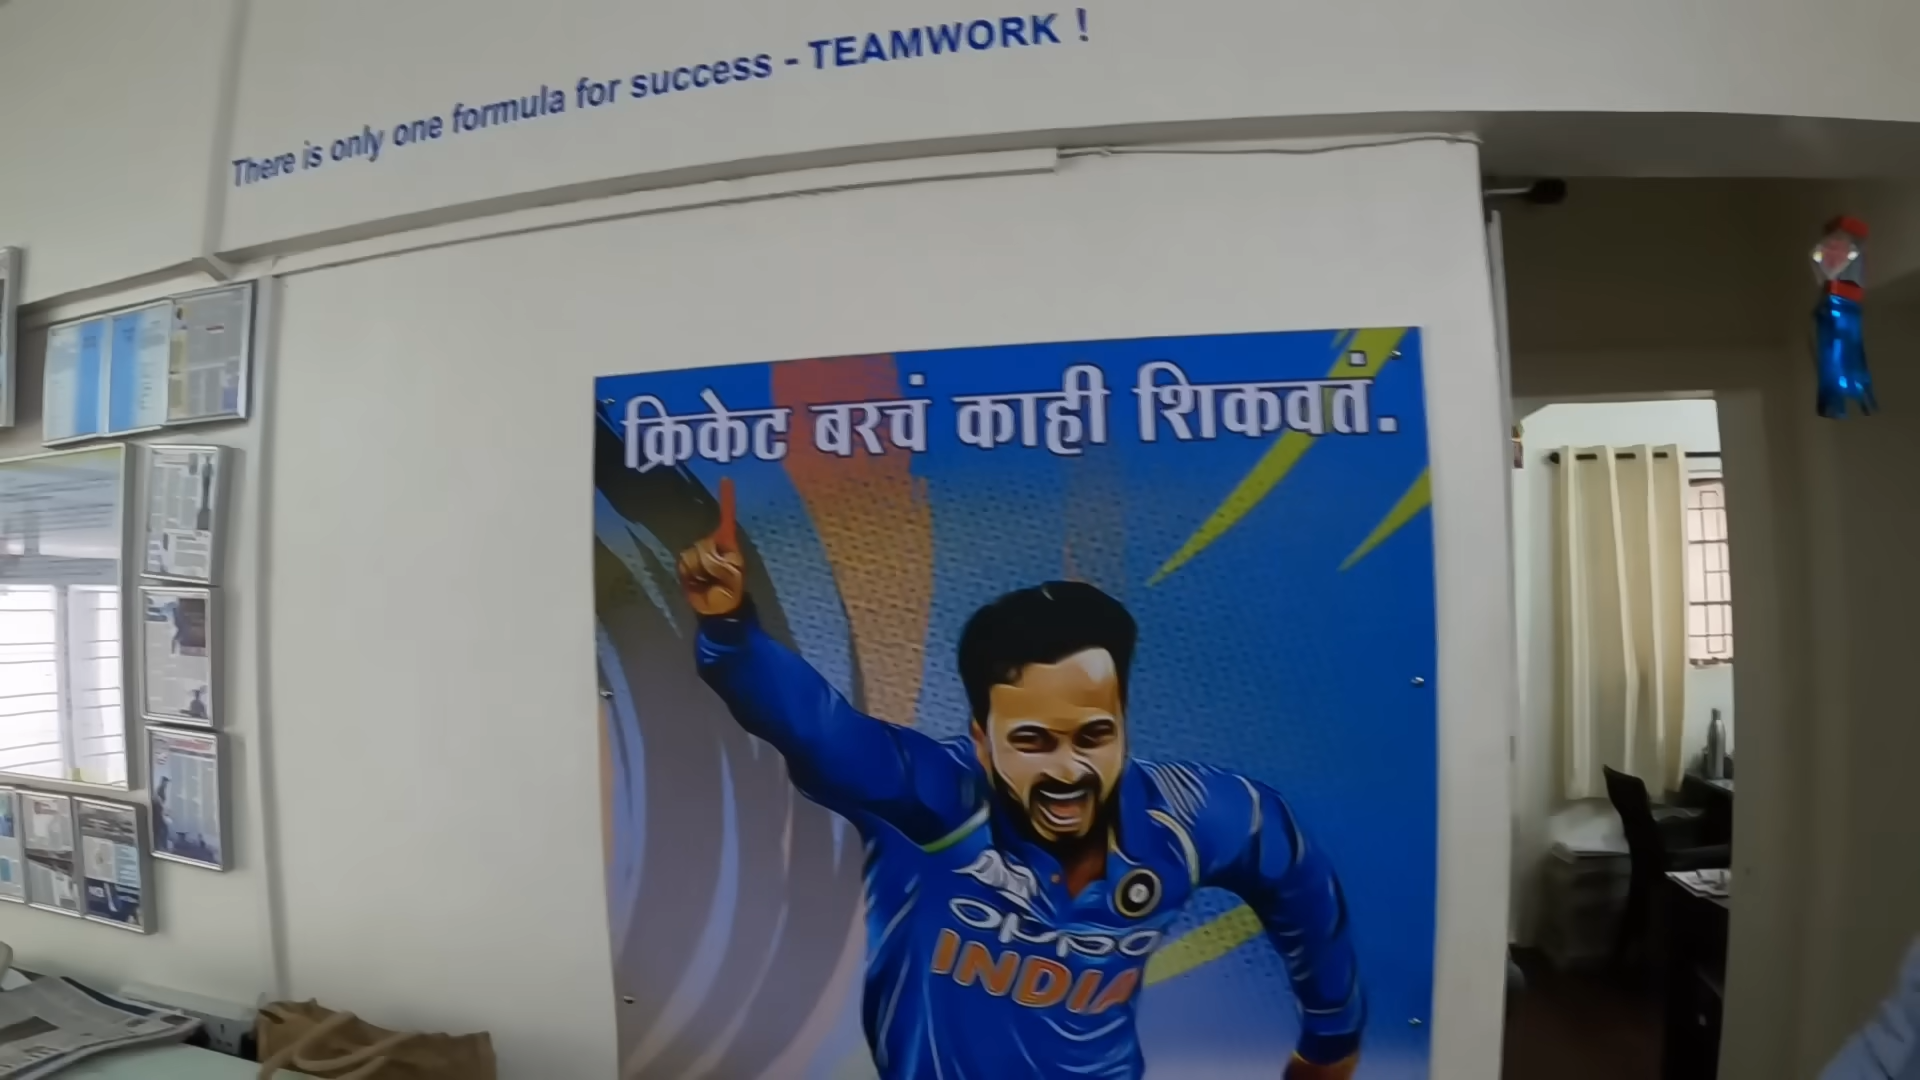 There is only one formula for success - TEAMWORK !
क्रिकेट बरचं काही शिकवतं.
oppo
INDIA